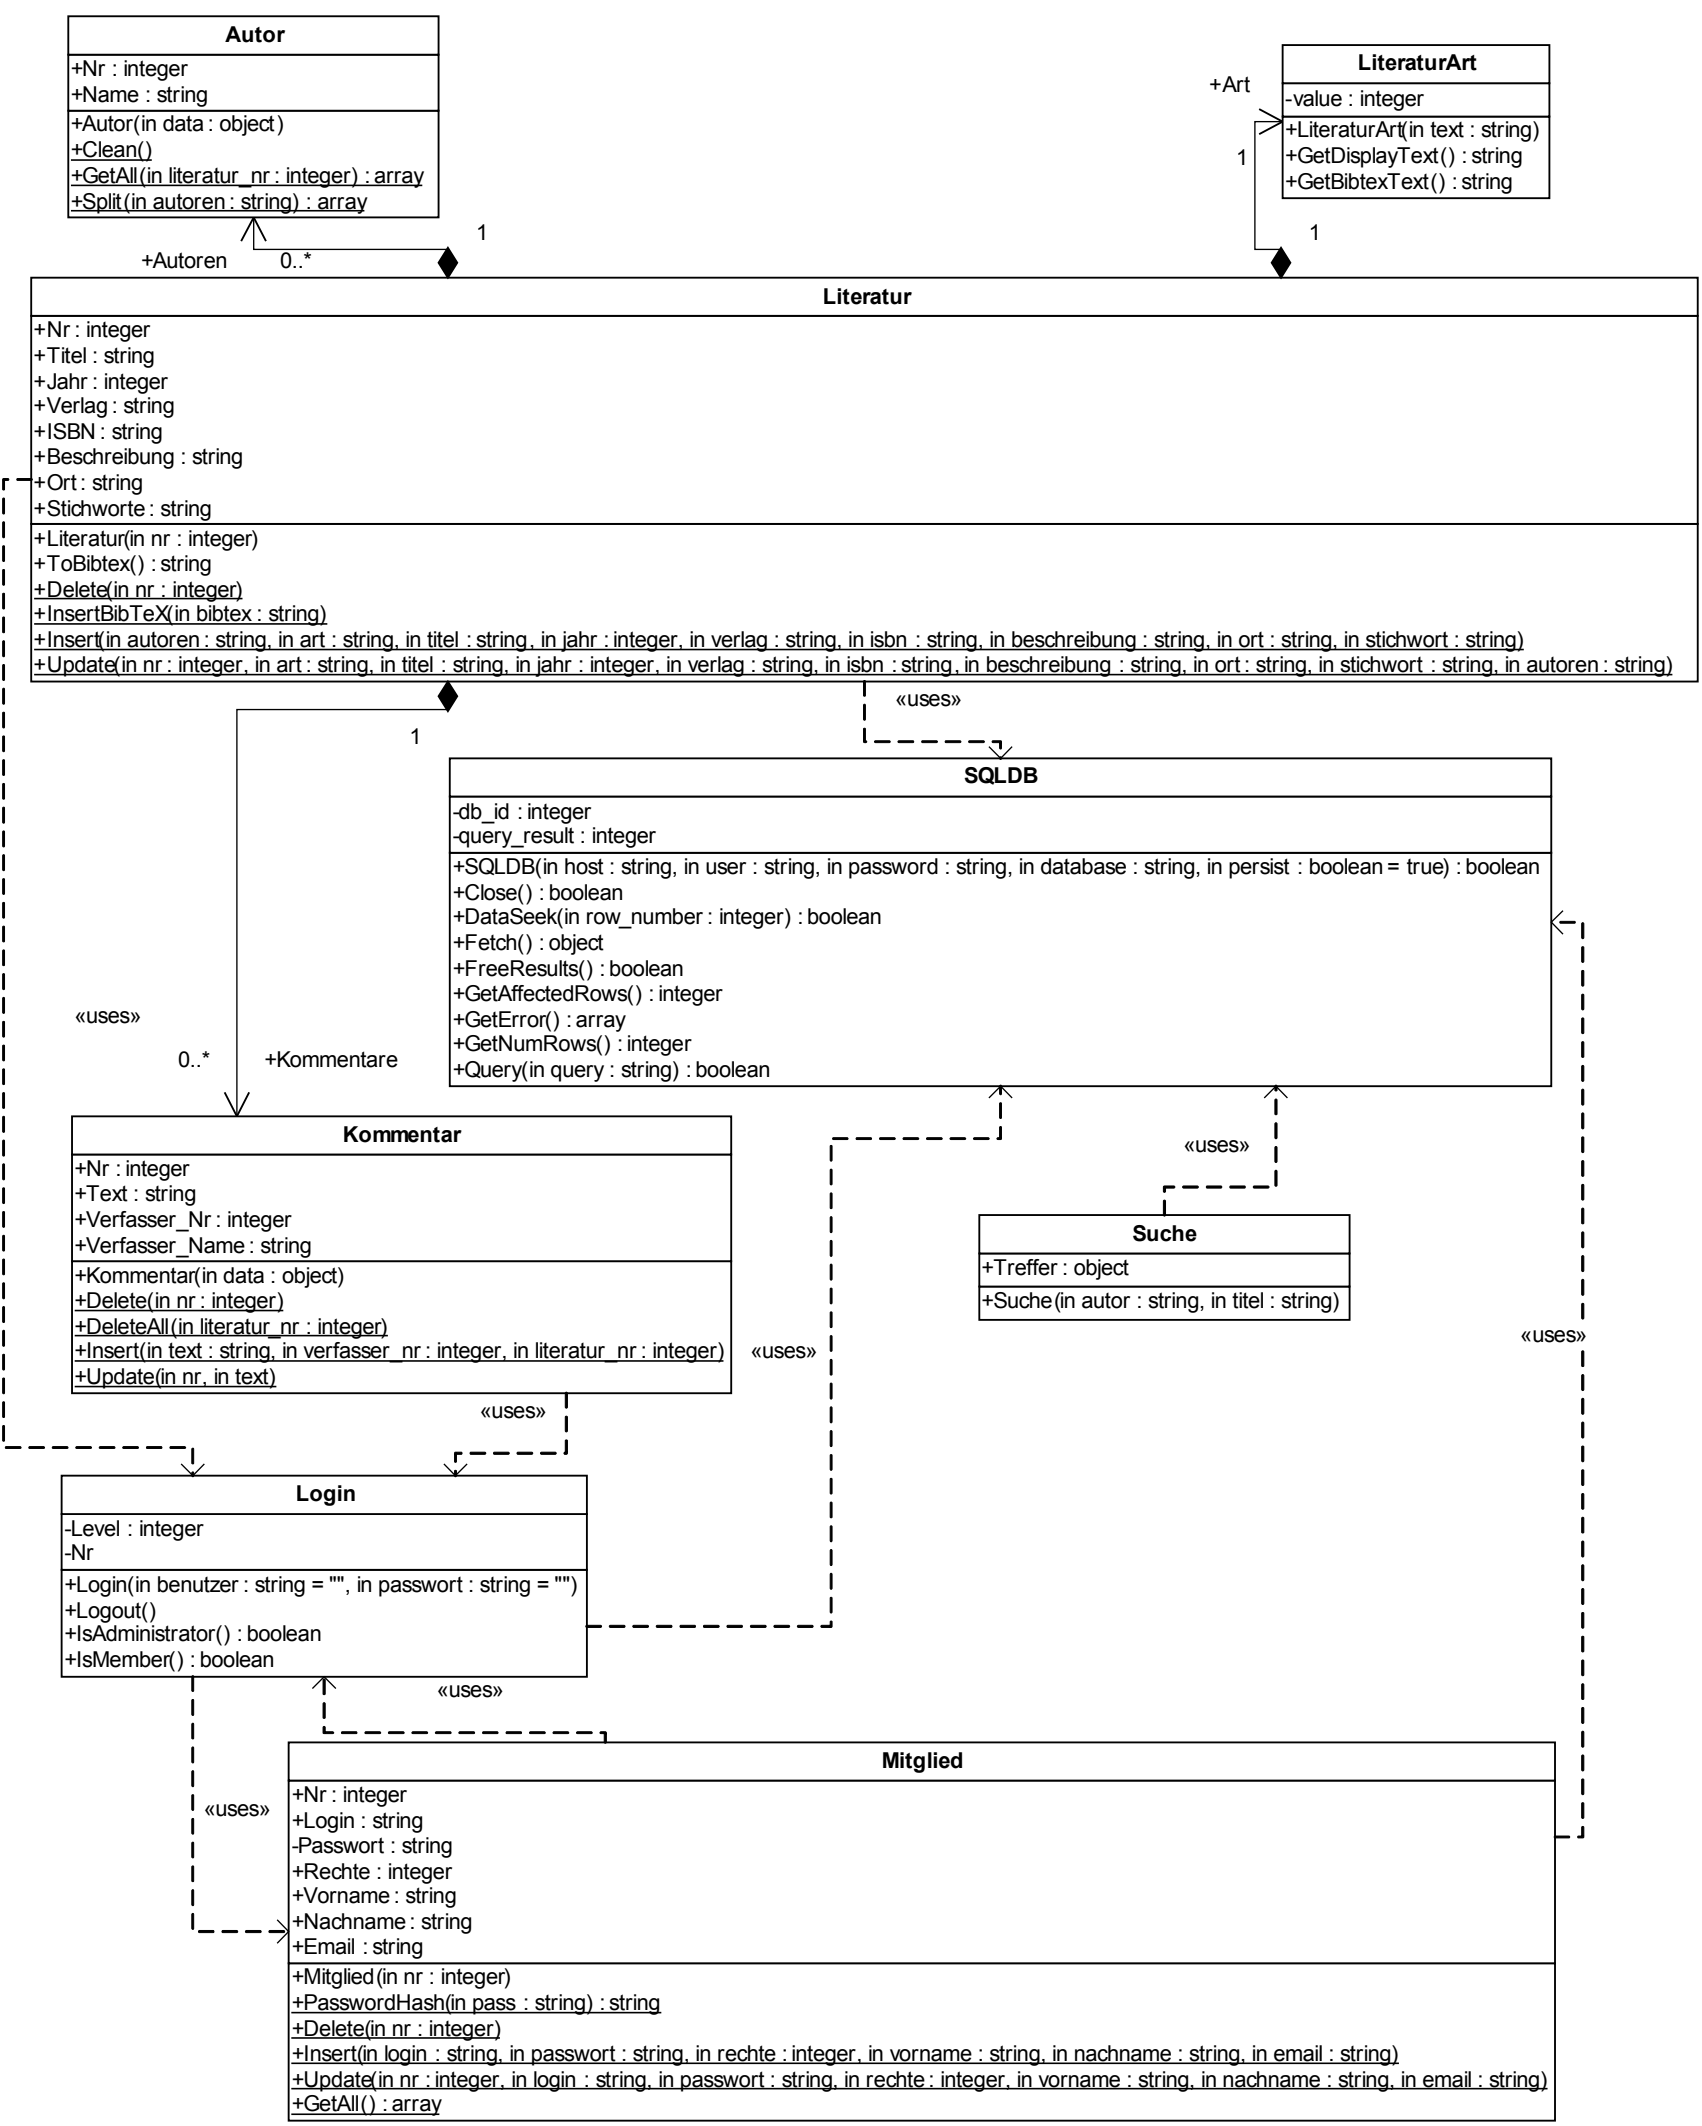 Autor
+Nr : integer
+Name : string
+Autor(in data : object)
+Clean()
+GetAll(in literatur_nr : integer) : array
+Split(in autoren : string) : array
LiteraturArt
-value : integer
+LiteraturArt(in text : string)
+GetDisplayText() : string
+GetBibtexText() : string
+Art
1
1
1
+Autoren
0..*
Literatur
+Nr : integer
+Titel : string
+Jahr : integer
+Verlag : string
+ISBN : string
+Beschreibung : string
+Ort : string
+Stichworte : string
+Literatur(in nr : integer)
+ToBibtex() : string
+Delete(in nr : integer)
+InsertBibTeX(in bibtex : string)
+Insert(in autoren : string, in art : string, in titel : string, in jahr : integer, in verlag : string, in isbn : string, in beschreibung : string, in ort : string, in stichwort : string)
+Update(in nr : integer, in art : string, in titel : string, in jahr : integer, in verlag : string, in isbn : string, in beschreibung : string, in ort : string, in stichwort : string, in autoren : string)
«uses»
1
SQLDB
-db_id : integer
-query_result : integer
+SQLDB(in host : string, in user : string, in password : string, in database : string, in persist : boolean = true) : boolean
+Close() : boolean
+DataSeek(in row_number : integer) : boolean
+Fetch() : object
+FreeResults() : boolean
+GetAffectedRows() : integer
+GetError() : array
+GetNumRows() : integer
+Query(in query : string) : boolean
«uses»
0..*
+Kommentare
Kommentar
+Nr : integer
+Text : string
+Verfasser_Nr : integer
+Verfasser_Name : string
+Kommentar(in data : object)
+Delete(in nr : integer)
+DeleteAll(in literatur_nr : integer)
+Insert(in text : string, in verfasser_nr : integer, in literatur_nr : integer)
+Update(in nr, in text)
«uses»
Suche
+Treffer : object
+Suche(in autor : string, in titel : string)
«uses»
«uses»
«uses»
Login
-Level : integer
-Nr
+Login(in benutzer : string = "", in passwort : string = "")
+Logout()
+IsAdministrator() : boolean
+IsMember() : boolean
«uses»
«uses»
Mitglied
+Nr : integer
+Login : string
-Passwort : string
+Rechte : integer
+Vorname : string
+Nachname : string
+Email : string
+Mitglied(in nr : integer)
+PasswordHash(in pass : string) : string
+Delete(in nr : integer)
+Insert(in login : string, in passwort : string, in rechte : integer, in vorname : string, in nachname : string, in email : string)
+Update(in nr : integer, in login : string, in passwort : string, in rechte : integer, in vorname : string, in nachname : string, in email : string)
+GetAll() : array